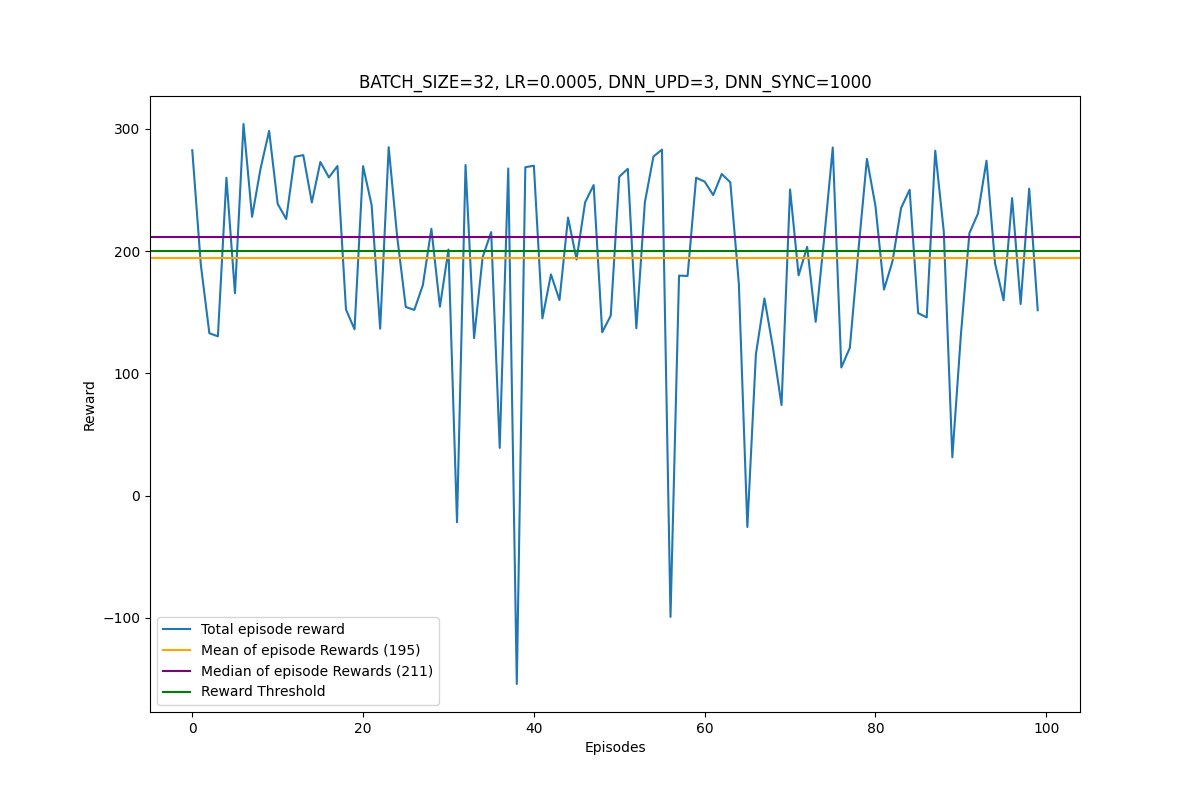 BATCH_SIZE=32, LR=0.0005, DNN_UPD=3, DNN_SYNC=1000
300
200
100
0
−100
Reward
Total episode reward
Mean of episode Rewards (195)
Median of episode Rewards (211)
Reward Threshold
0 20 40 60 80 100
Episodes